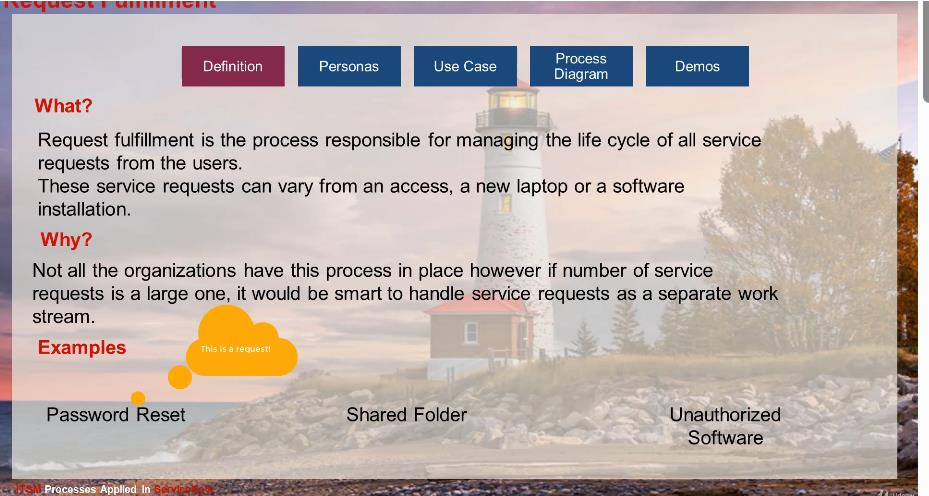 Request Fulfillment
Definition
Personas
Use Case
Process
Diagram
Demos
What?
Request fulfillment is the process responsible for managing the life cycle of all service
requests from the users.
These service requests can vary from an access, a new laptop or a software
installation.
Why?
Not all the organizations have this process in place however if number of service
requests is a large one, it would be smart to handle service requests as a separate work
stream.
Examples
This is a request!
Password Reset
Shared Folder
Unauthorized
Software
ITSM Processes Applied in ServiceNow